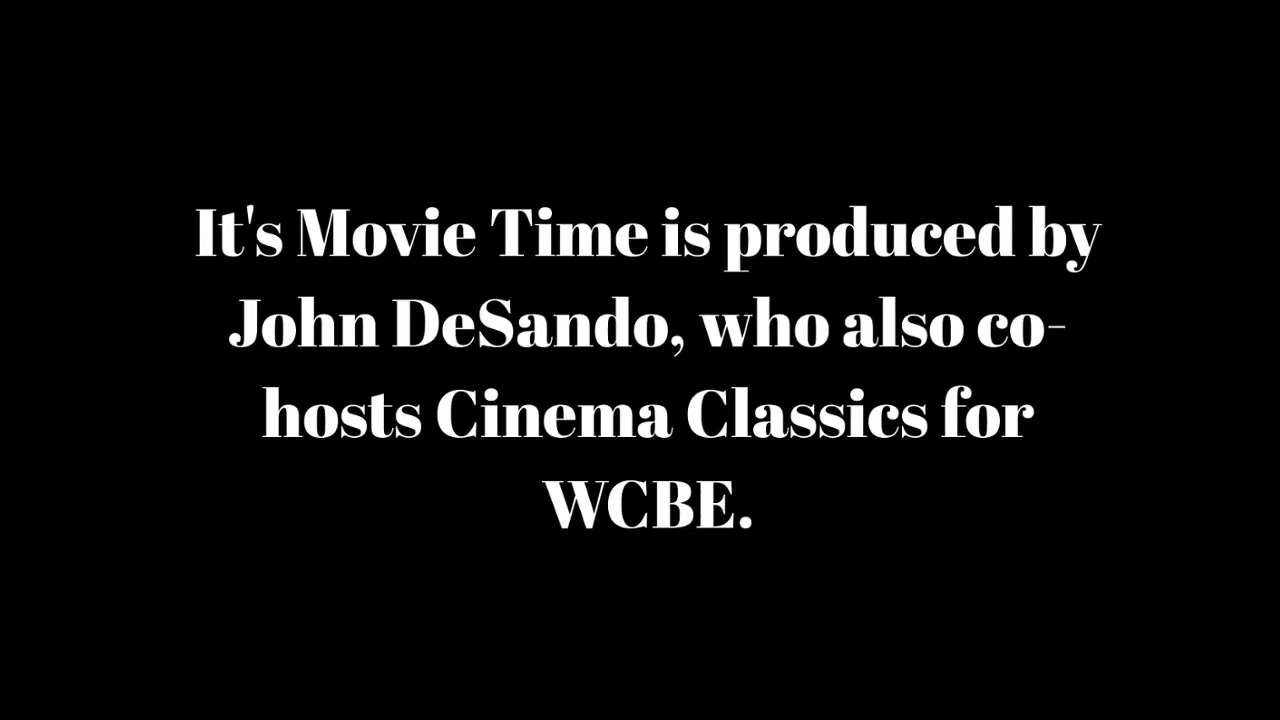 It's Movie Time is produced by
John DeSando, who also co-
hosts Cinema Classics for
WCBE.